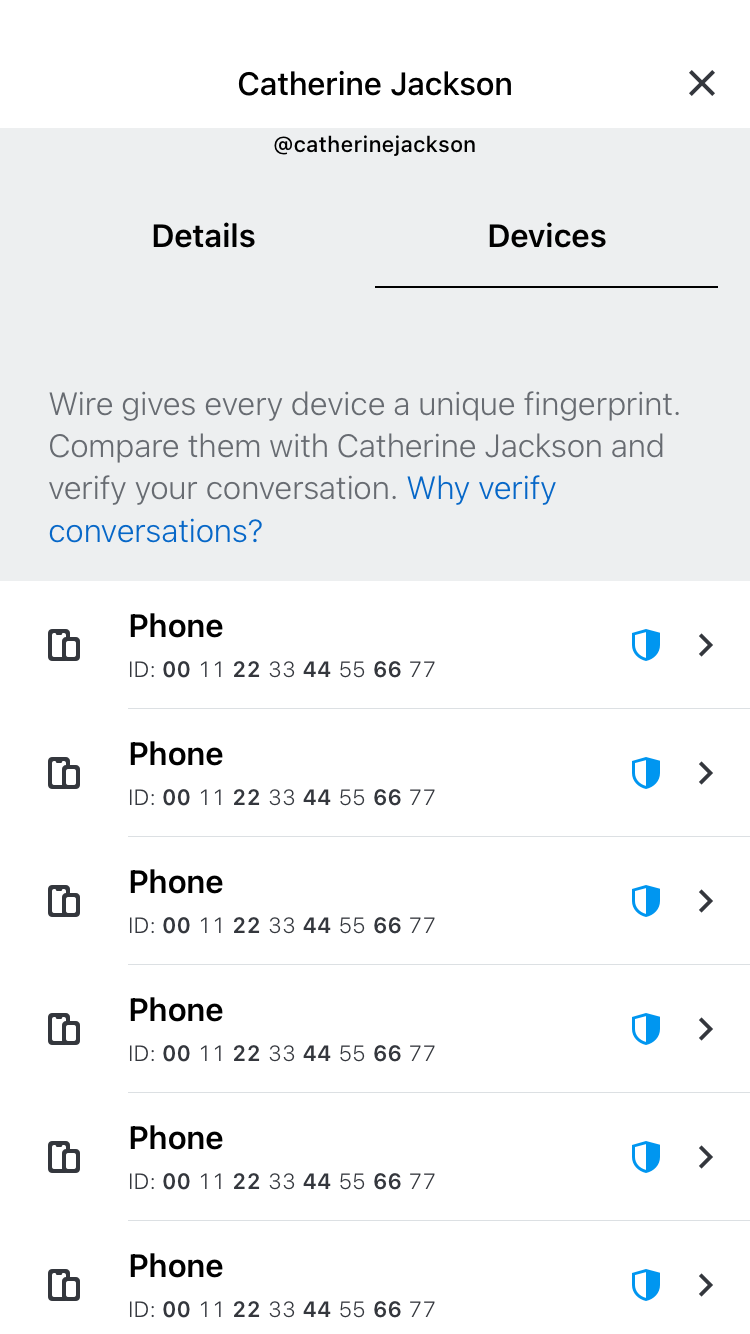 Catherine Jackson
@catherinejackson
Details
Devices
Wire gives every device a unique fingerprint.
Compare them with Catherine Jackson and
verify your conversation. Why verify
conversations?
Phone
ID: 00 11 22 33 44 55 66 77
Phone
ID: 00 11 22 33 44 55 66 77
Phone
ID: 00 11 22 33 44 55 66 77
Phone
ID: 00 11 22 33 44 55 66 77
Phone
ID: 00 11 22 33 44 55 66 77
Phone
ID: 00 11 22 33 44 55 66 77